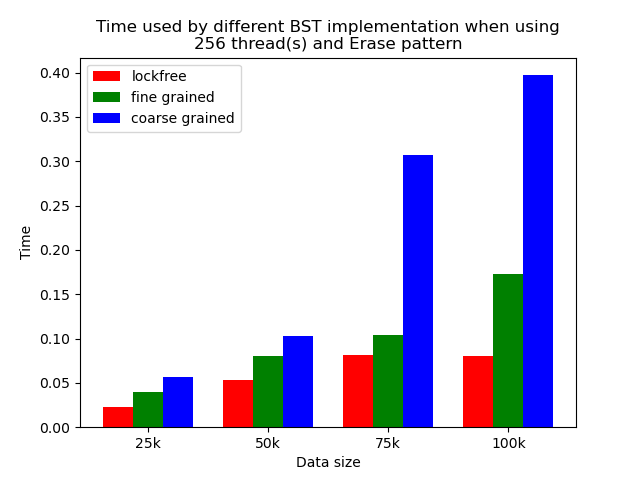 Time used by different BST implementation when using
256 thread(s) and Erase pattern
lockfree
fine grained
coarse grained
0.40
0.35
0.30
0.25
0.20
0.15
0.10
0.05
0.00
Time
25k 50k 75k 100k
Data size